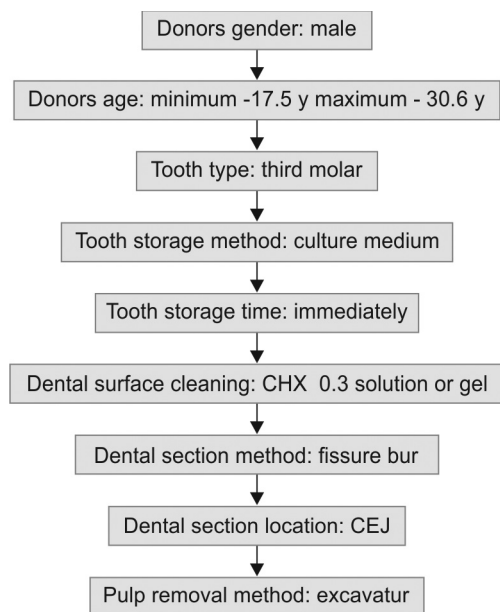 Donors gender: male
Donors age: minimum -17.5 y maximum - 30.6 y
Tooth type: third molar
Tooth storage method: culture medium
Tooth storage time: immediately
Dental surface cleaning: CHX 0.3 solution or gel
Dental section method: fissure bur
Dental section location: CEJ
Pulp removal method: excavatur